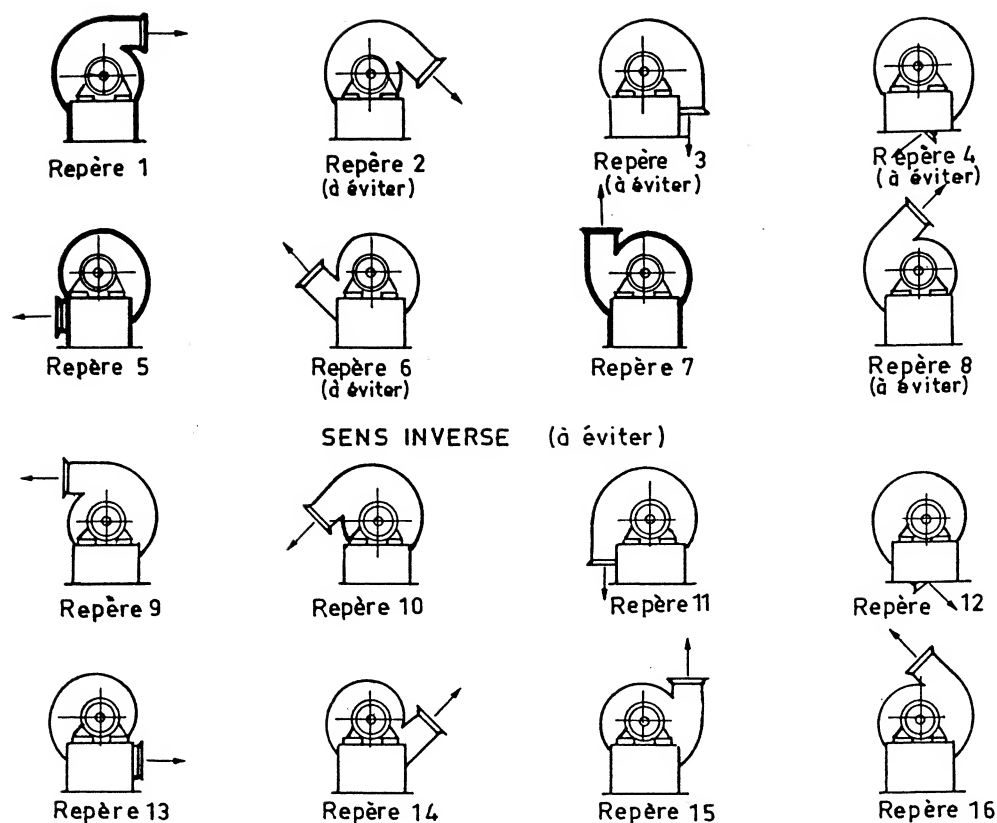 Repère 1
Repère 2
(à éviter)
Repère 3
(à éviter)
Repère 4
(à éviter)
Repère 5
Repère 6
(à éviter)
Repère 7
Repère 8
(à éviter)
SENS INVERSE (à éviter)
Repère 9
Repère 10
Repère 11
Repère 12
Repère 13
Repère 14
Repère 15
Repère 16